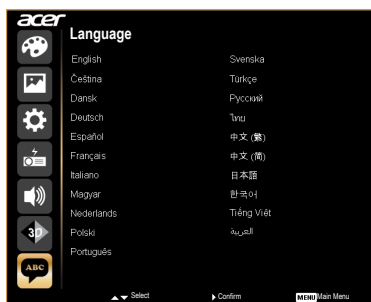 acer
Language
English
Čeština
Dansk
Deutsch
Español
Français
Italiano
Magyar
Nederlands
Polski
Português
Svenska
Türkçe
Русский
ไทย
中文 (繁)
中文 (简)
日本語
한국어
Tiếng Việt
العربية
3D
ABC
Select
Confirm
MENU Main Menu